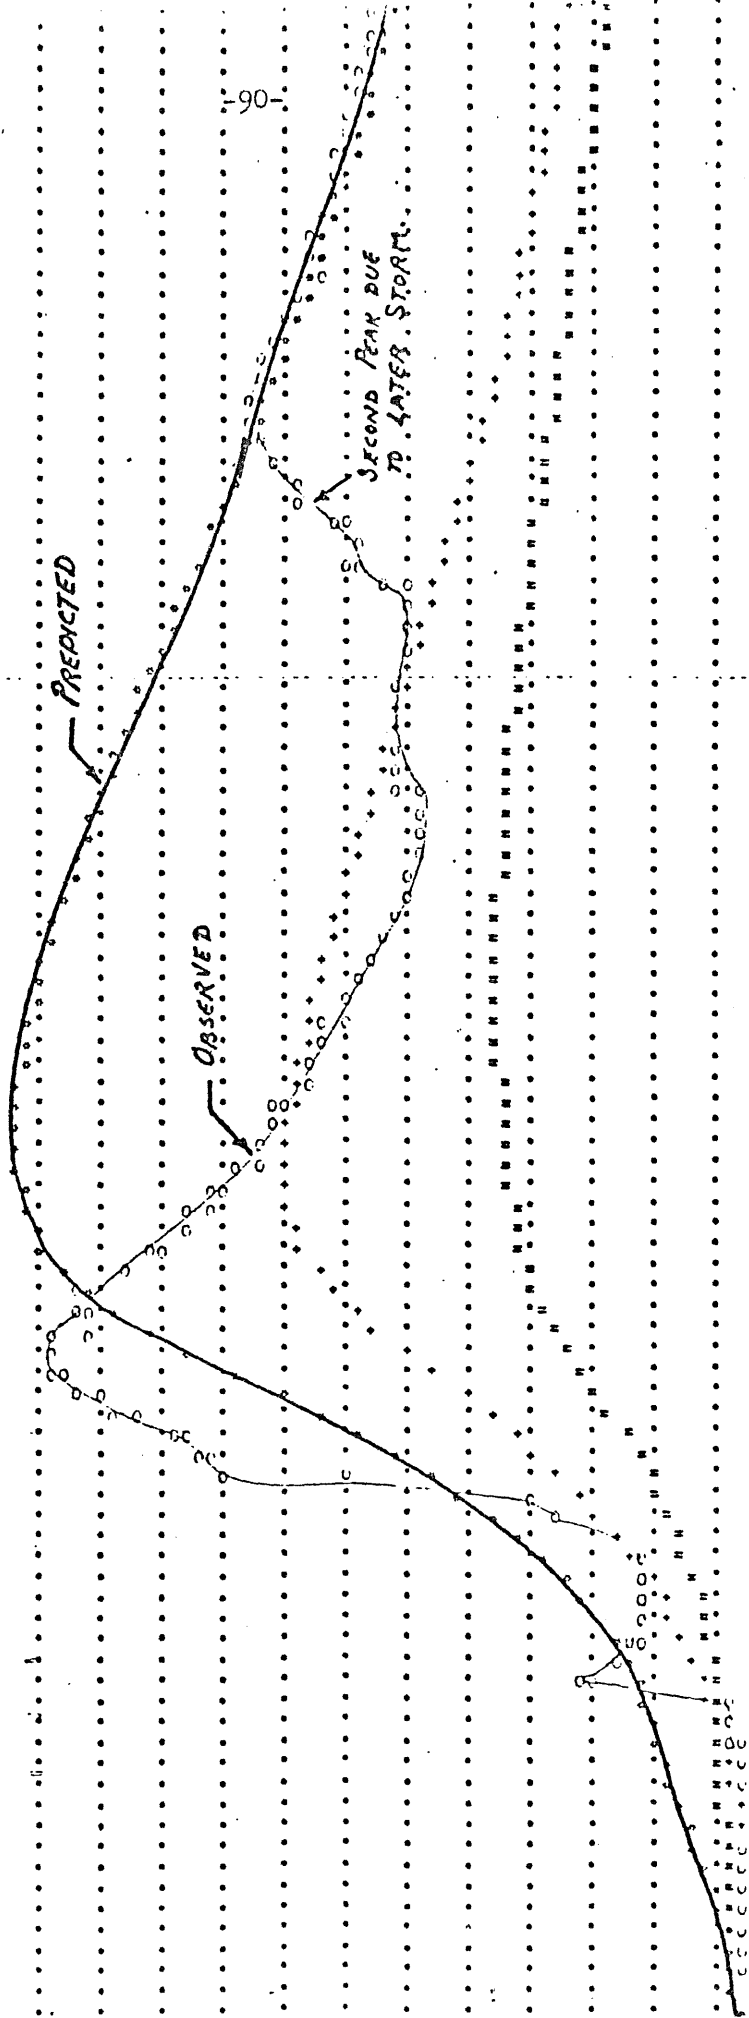 -90-
PREDICTED
OBSERVED
SECOND PEAK DUE
TO LATER STORM.